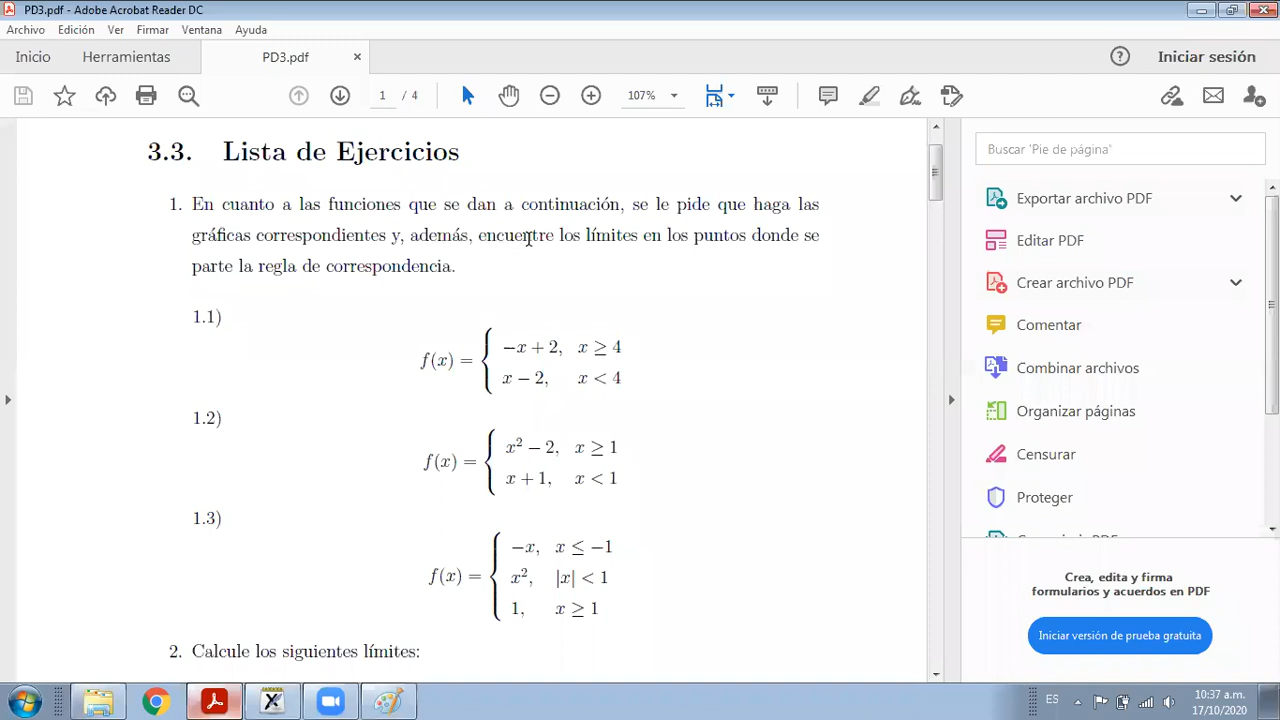 PD3.pdf - Adobe Acrobat Reader DC
Archivo Edición Ver Firmar Ventana Ayuda
Inicio Herramientas PD3.pdf × ? Iniciar sesión
1 / 4 107%
3.3. Lista de Ejercicios
1. En cuanto a las funciones que se dan a continuación, se le pide que haga las
gráficas correspondientes y, además, encuentre los límites en los puntos donde se
parte la regla de correspondencia.
1.1)
f(x) = { −x + 2, x ≥ 4
x − 2, x < 4
1.2)
f(x) = { x² − 2, x ≥ 1
x + 1, x < 1
1.3)
f(x) = { −x, x ≤ −1
x², |x| < 1
1, x ≥ 1
2. Calcule los siguientes límites:
Buscar 'Pie de página'
Exportar archivo PDF
Editar PDF
Crear archivo PDF
Comentar
Combinar archivos
Organizar páginas
Censurar
Proteger
Crea, edita y firma
formularios y acuerdos en PDF
Iniciar versión de prueba gratuita
ES
10:37 a.m.
17/10/2020